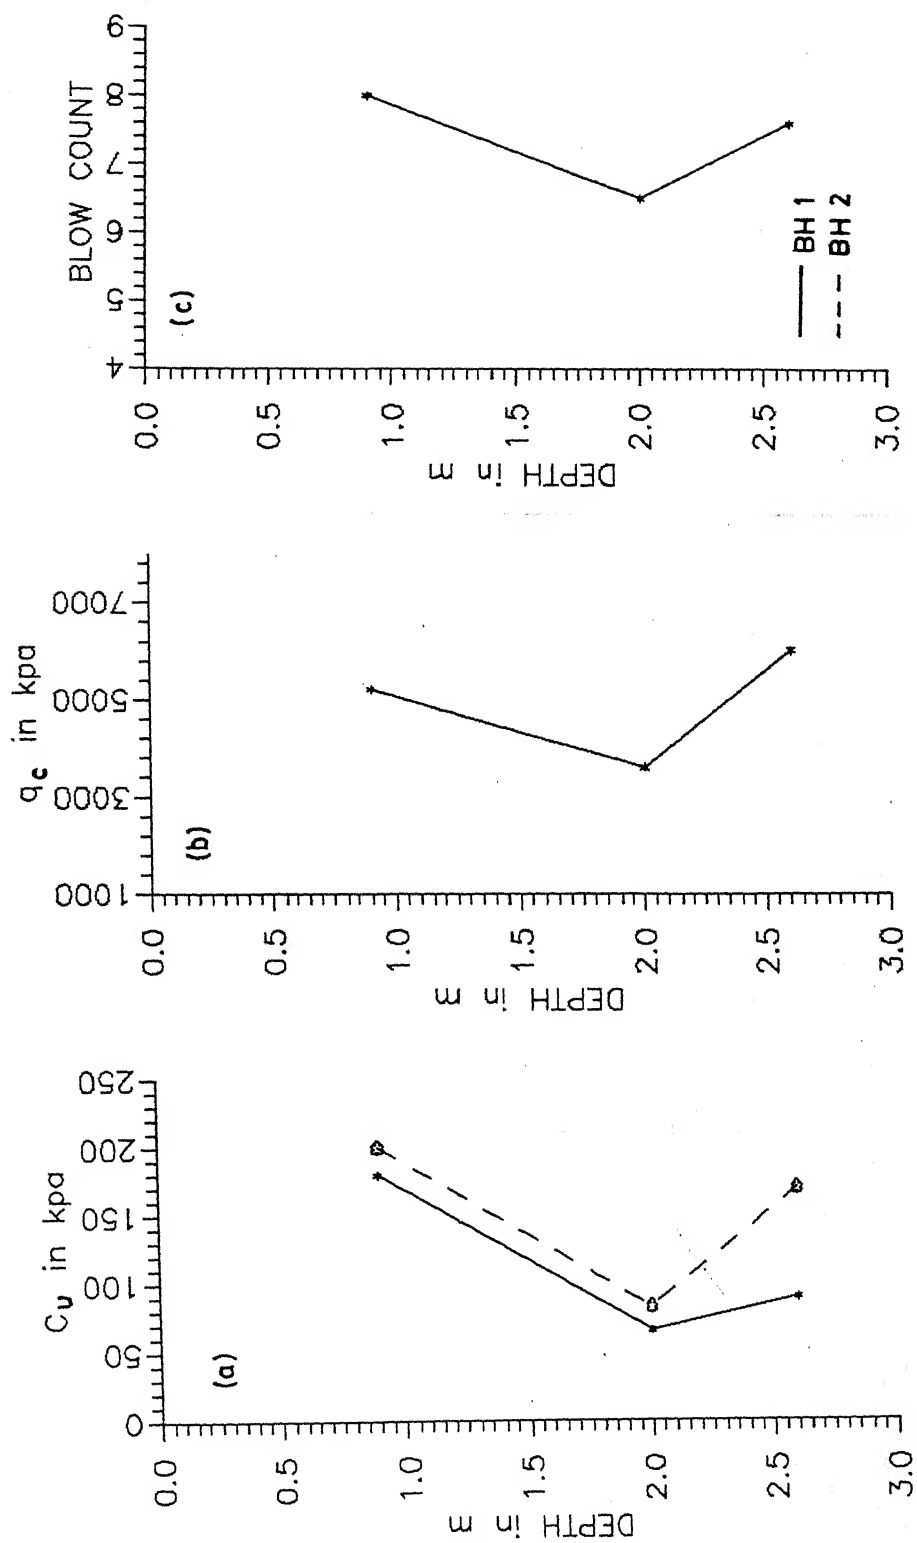 C_u in kpa
0 50 100 150 200 250
(a)
DEPTH in m
0.0
0.5
1.0
1.5
2.0
2.5
3.0
q_c in kpa
1000 3000 5000 7000
(b)
DEPTH in m
0.0
0.5
1.0
1.5
2.0
2.5
3.0
BLOW COUNT
4 5 6 7 8 9
(c)
DEPTH in m
0.0
0.5
1.0
1.5
2.0
2.5
3.0
BH 1
BH 2